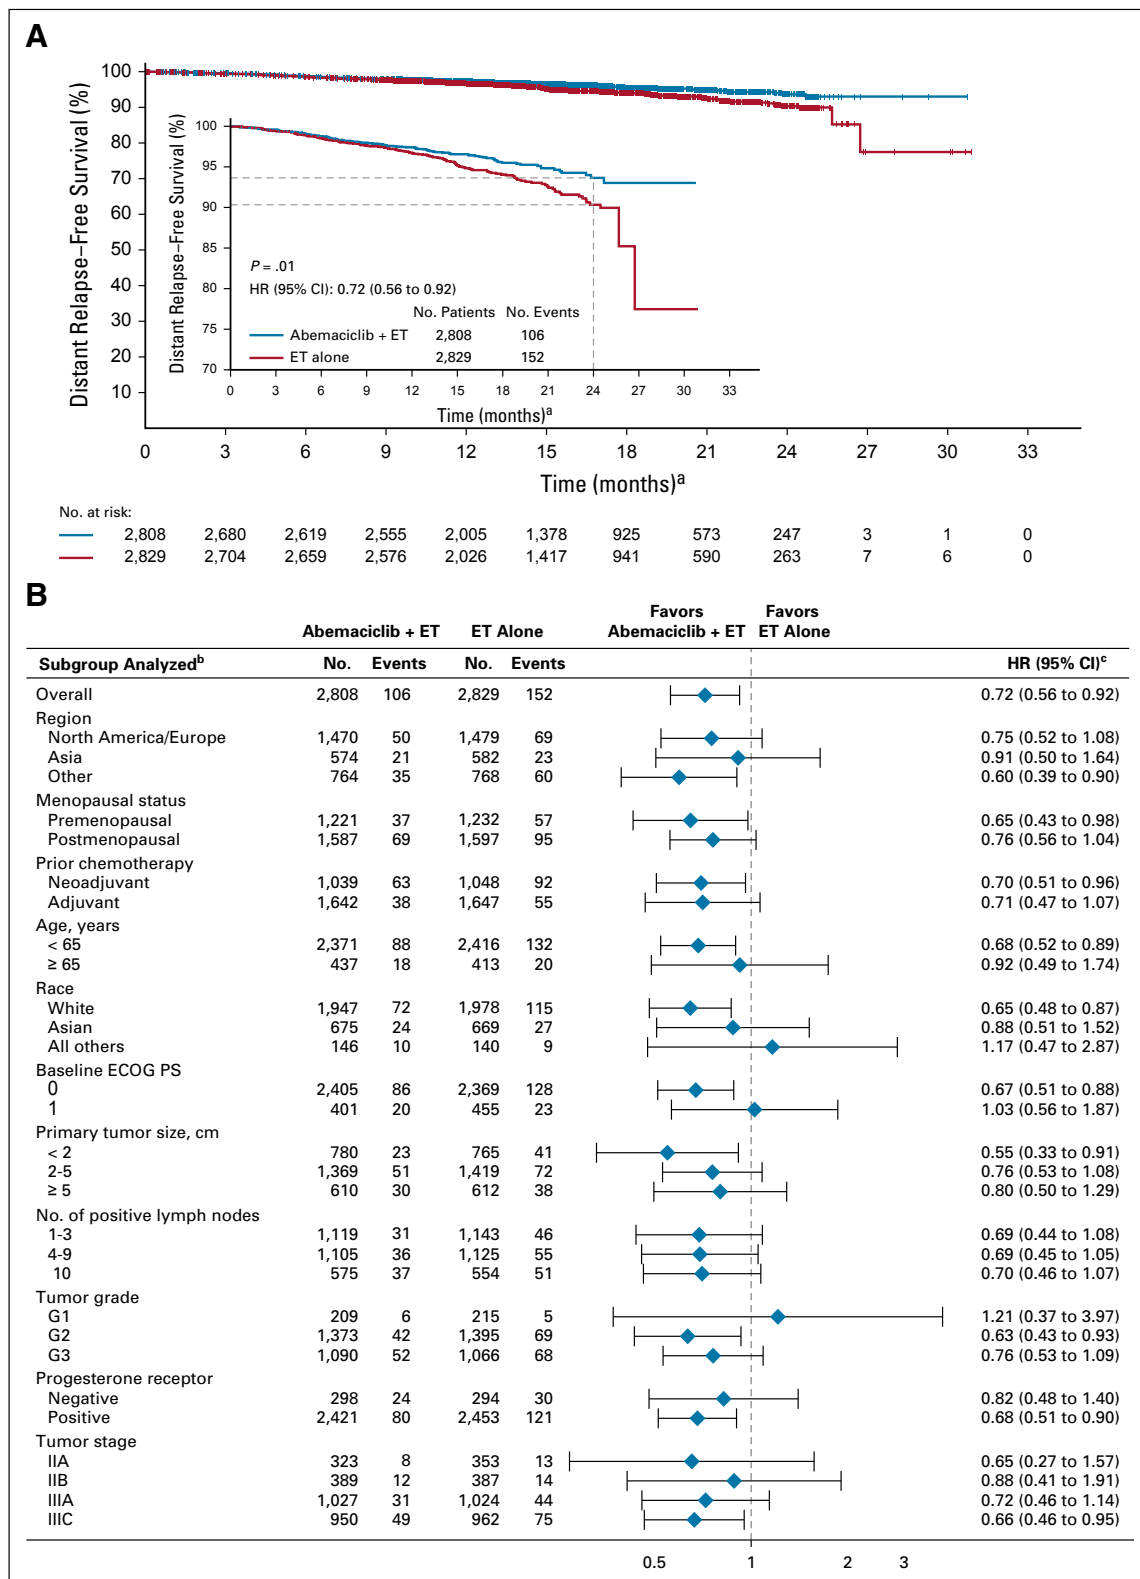 A
Distant Relapse–Free Survival (%)
100
90
80
70
60
50
40
30
20
10
0 3 6 9 12 15 18 21 24 27 30 33
Time (months)a
Distant Relapse–Free Survival (%)
100
95
90
85
80
75
70
P = .01
HR (95% CI): 0.72 (0.56 to 0.92)
No. Patients No. Events
Abemaciclib + ET 2,808 106
ET alone 2,829 152
0 3 6 9 12 15 18 21 24 27 30 33
Time (months)a
No. at risk:
2,808 2,680 2,619 2,555 2,005 1,378 925 573 247 3 1 0
2,829 2,704 2,659 2,576 2,026 1,417 941 590 263 7 6 0
B
Favors Favors
Abemaciclib + ET ET Alone Abemaciclib + ET ET Alone
Subgroup Analyzedb No. Events No. Events HR (95% CI)c
Overall 2,808 106 2,829 152 0.72 (0.56 to 0.92)
Region
North America/Europe 1,470 50 1,479 69 0.75 (0.52 to 1.08)
Asia 574 21 582 23 0.91 (0.50 to 1.64)
Other 764 35 768 60 0.60 (0.39 to 0.90)
Menopausal status
Premenopausal 1,221 37 1,232 57 0.65 (0.43 to 0.98)
Postmenopausal 1,587 69 1,597 95 0.76 (0.56 to 1.04)
Prior chemotherapy
Neoadjuvant 1,039 63 1,048 92 0.70 (0.51 to 0.96)
Adjuvant 1,642 38 1,647 55 0.71 (0.47 to 1.07)
Age, years
< 65 2,371 88 2,416 132 0.68 (0.52 to 0.89)
≥ 65 437 18 413 20 0.92 (0.49 to 1.74)
Race
White 1,947 72 1,978 115 0.65 (0.48 to 0.87)
Asian 675 24 669 27 0.88 (0.51 to 1.52)
All others 146 10 140 9 1.17 (0.47 to 2.87)
Baseline ECOG PS
0 2,405 86 2,369 128 0.67 (0.51 to 0.88)
1 401 20 455 23 1.03 (0.56 to 1.87)
Primary tumor size, cm
< 2 780 23 765 41 0.55 (0.33 to 0.91)
2-5 1,369 51 1,419 72 0.76 (0.53 to 1.08)
≥ 5 610 30 612 38 0.80 (0.50 to 1.29)
No. of positive lymph nodes
1-3 1,119 31 1,143 46 0.69 (0.44 to 1.08)
4-9 1,105 36 1,125 55 0.69 (0.45 to 1.05)
10 575 37 554 51 0.70 (0.46 to 1.07)
Tumor grade
G1 209 6 215 5 1.21 (0.37 to 3.97)
G2 1,373 42 1,395 69 0.63 (0.43 to 0.93)
G3 1,090 52 1,066 68 0.76 (0.53 to 1.09)
Progesterone receptor
Negative 298 24 294 30 0.82 (0.48 to 1.40)
Positive 2,421 80 2,453 121 0.68 (0.51 to 0.90)
Tumor stage
IIA 323 8 353 13 0.65 (0.27 to 1.57)
IIB 389 12 387 14 0.88 (0.41 to 1.91)
IIIA 1,027 31 1,024 44 0.72 (0.46 to 1.14)
IIIC 950 49 962 75 0.66 (0.46 to 0.95)
0.5 1 2 3